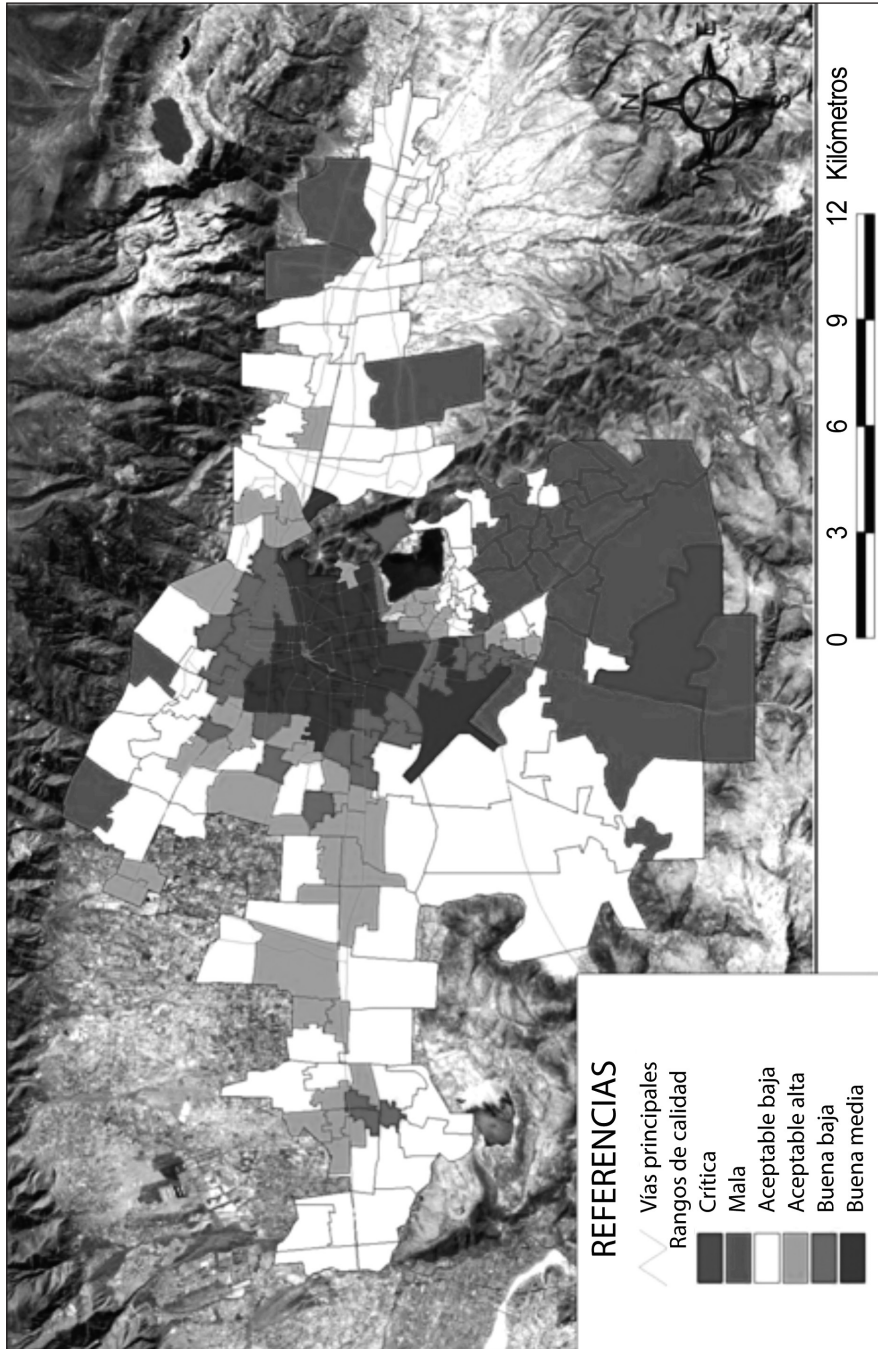 N
E
S
W
REFERENCIAS
Vías principales
Rangos de calidad
Crítica
Mala
Aceptable baja
Aceptable alta
Buena baja
Buena media
0 3 6 9 12 Kilómetros